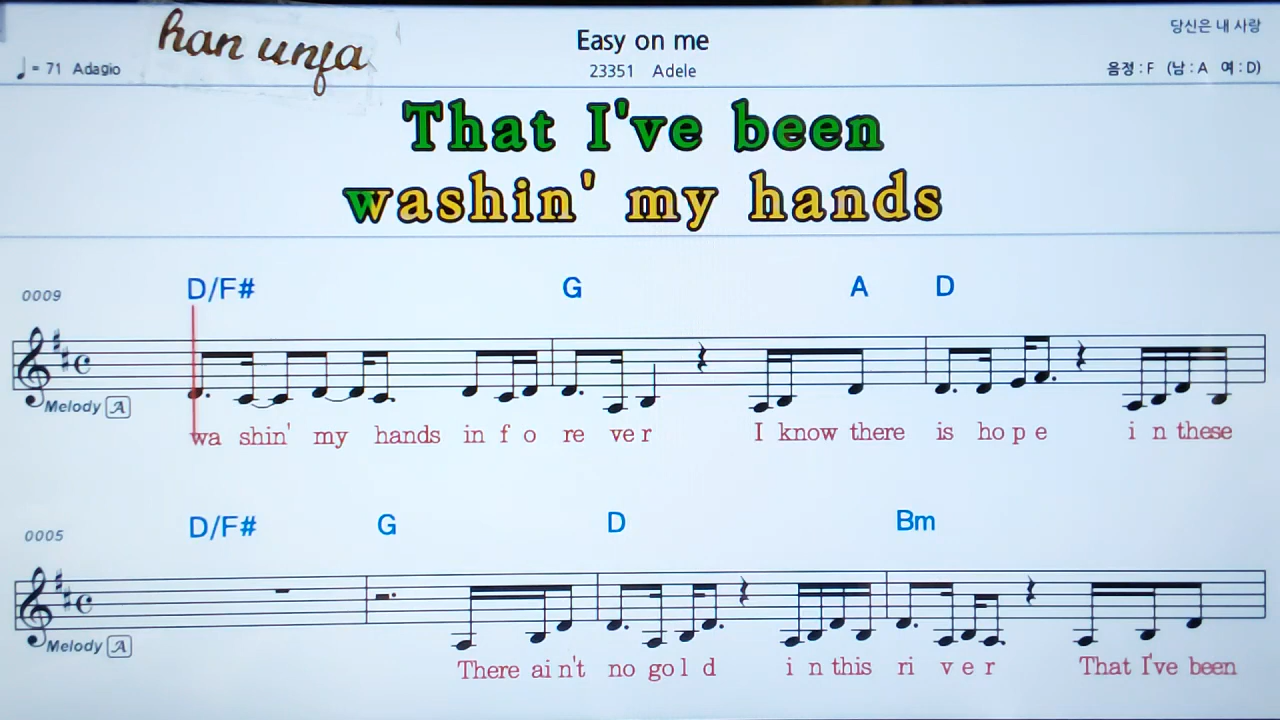 han unfa
Easy on me
당신은 내 사랑
♩= 71 Adagio
23351 Adele
음정 : F (남 : A 여 : D)
That I've been
washin' my hands
0009
D/F# G A D
Melody A
wa shin' my hands in f o re ve r I know there is ho p e i n these
0005
D/F# G D Bm
Melody A
There ai n't no go l d i n this ri v e r That I've been